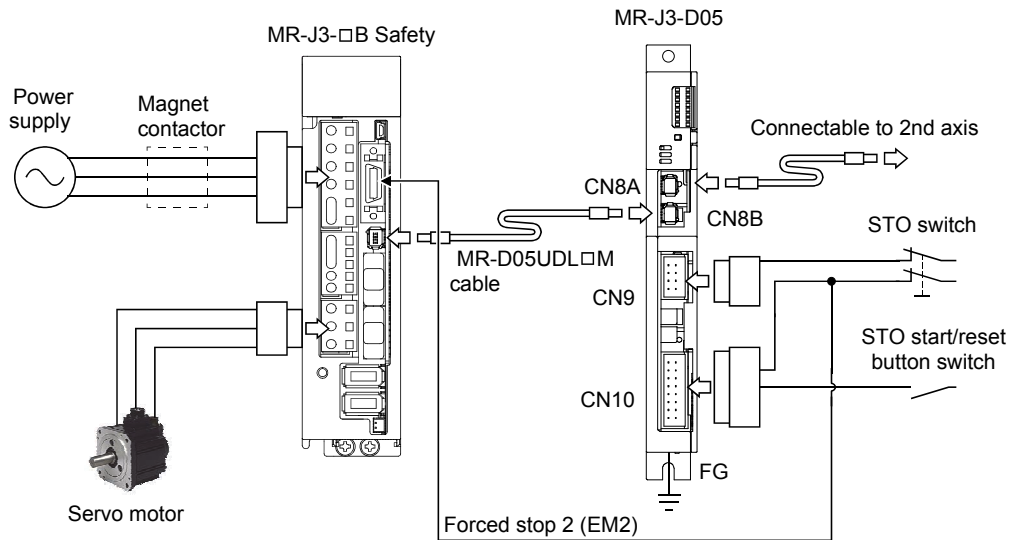 MR-J3-D05
MR-J3-□B Safety
Power
supply
Magnet
contactor
Connectable to 2nd axis
CN8A
CN8B
STO switch
MR-D05UDL□M
cable
CN9
STO start/reset
button switch
CN10
FG
Servo motor
Forced stop 2 (EM2)